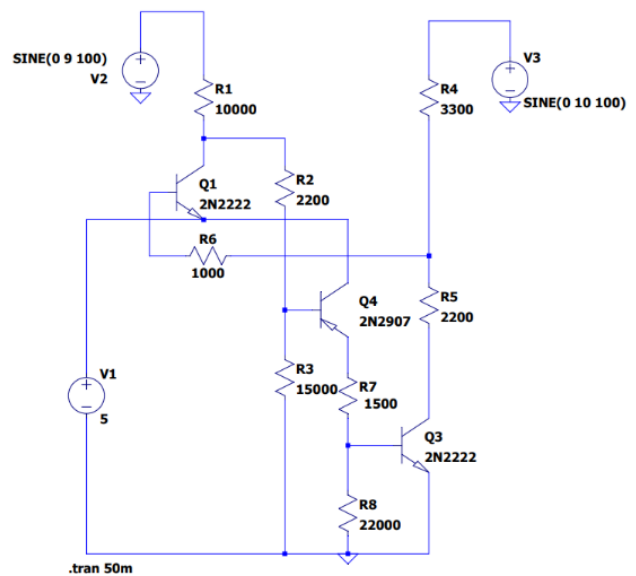 SINE(0 9 100)
V2
R1
10000
R4
3300
V3
SINE(0 10 100)
Q1
2N2222
R2
2200
R6
1000
R5
2200
Q4
2N2907
V1
5
R3
15000
R7
1500
Q3
2N2222
R8
22000
.tran 50m